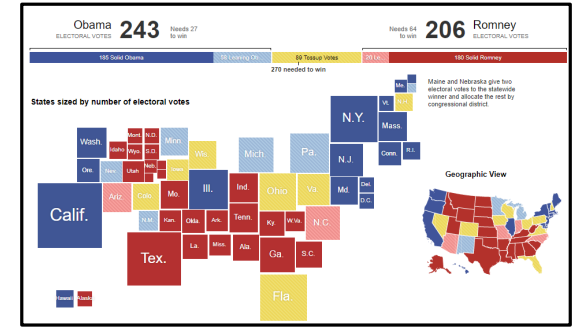 Obama 243 Needs 27 Needs 64 206 Romney
ELECTORAL VOTES to win to win ELECTORAL VOTES
185 Solid Obama 58 Leaning Ob... 89 Tossup Votes 20 Le... 180 Solid Romney
270 needed to win
Maine and Nebraska give two
electoral votes to the statewide
winner and allocate the rest by
congressional district.
States sized by number of electoral votes
Me.
N.Y. Vt. N.H.
Wash. Mont. N.D. Minn. Mass.
Idaho Wyo. S.D. Wis. Mich. Pa.
Ore. Nev. Utah Neb. Iowa N.J. Conn. R.I.
Geographic View
Ariz. Colo. Mo. Ill. Ind. Ohio Va. Md. Del.
D.C.
Calif. N.M. Kan. Okla. Ark. Tenn. Ky. W.Va. N.C.
Tex. La. Miss. Ala. Ga. S.C.
Hawaii Alaska Fla.